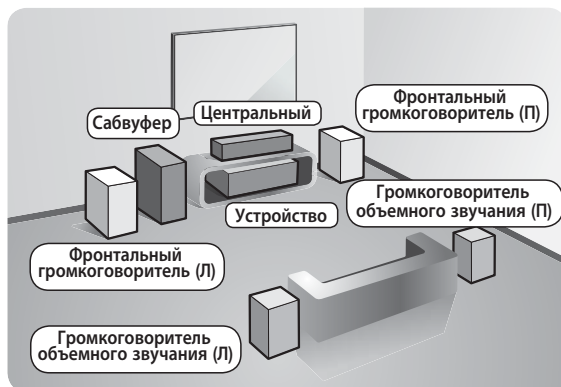 Сабвуфер
Центральный
Фронтальный
громкоговоритель (П)
Устройство
Громкоговоритель
объемного звучания (П)
Фронтальный
громкоговоритель (Л)
Громкоговоритель
объемного звучания (Л)